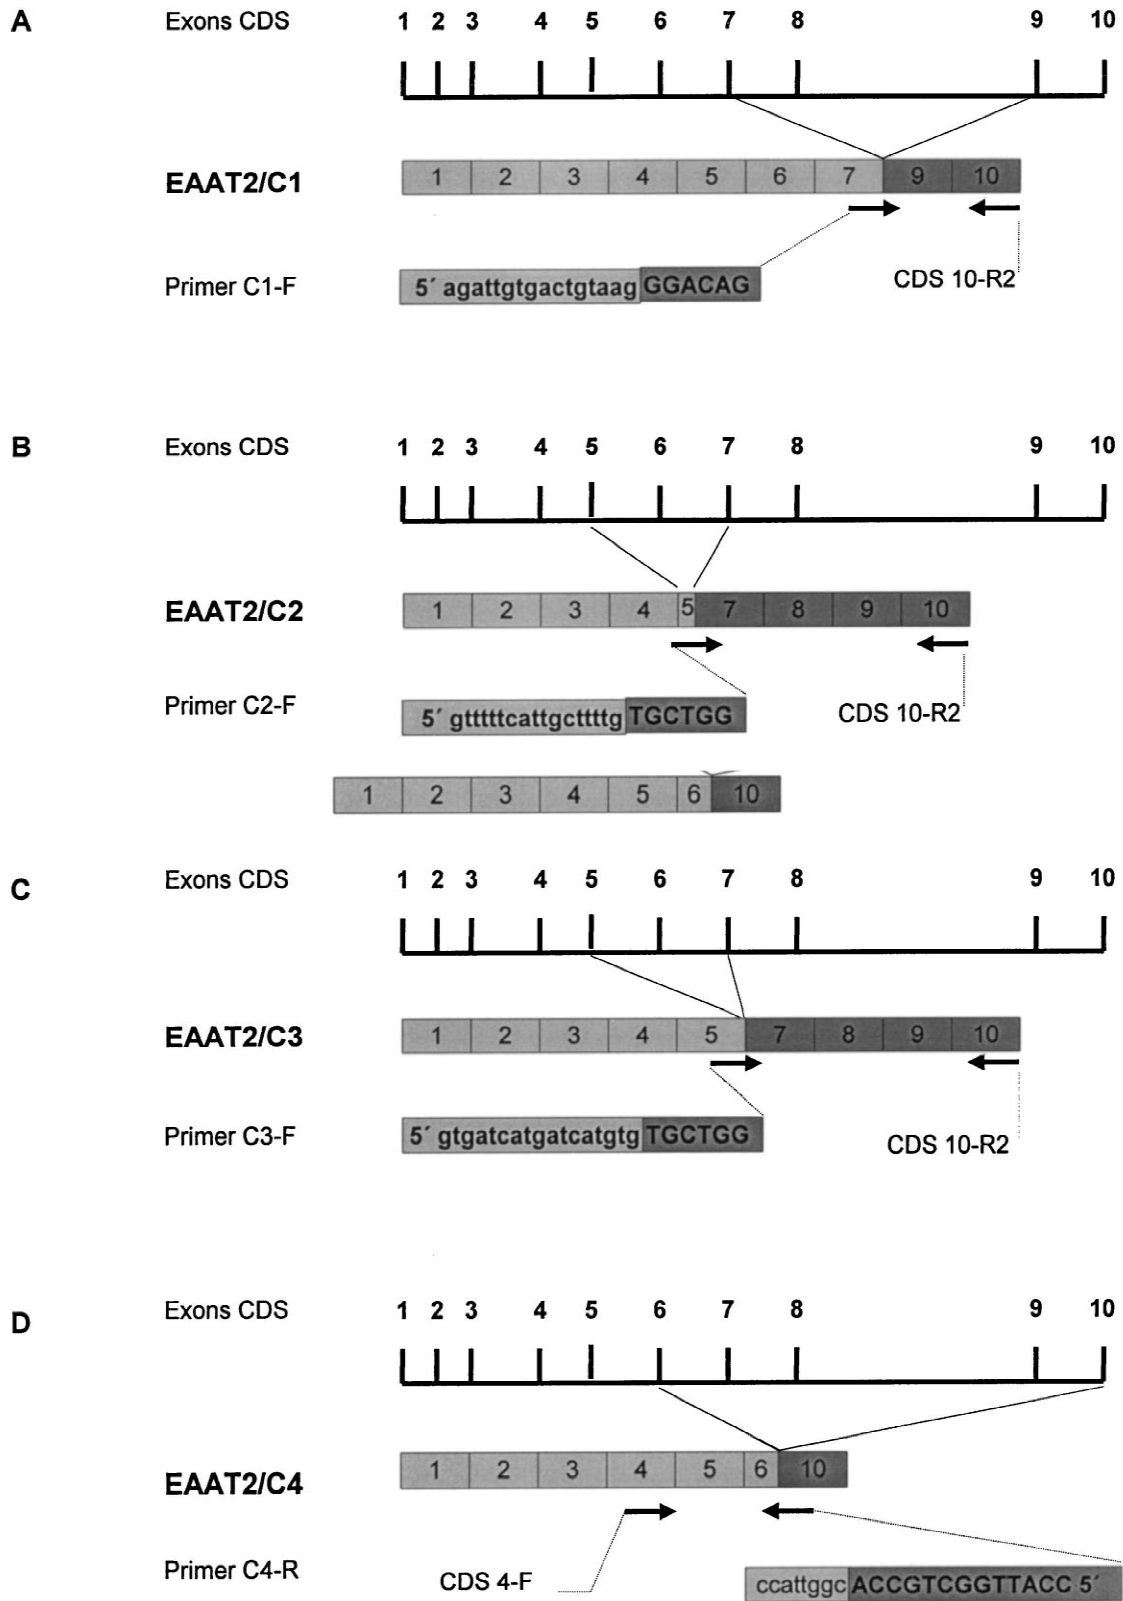 A Exons CDS 1 2 3 4 5 6 7 8 9 10
EAAT2/C1 1 2 3 4 5 6 7 9 10
Primer C1-F 5´ agattgtgactgtaag GGACAG CDS 10-R2
B Exons CDS 1 2 3 4 5 6 7 8 9 10
EAAT2/C2 1 2 3 4 5 7 8 9 10
Primer C2-F 5´ gtttttcattgcttttg TGCTGG CDS 10-R2
1 2 3 4 5 6 10
C Exons CDS 1 2 3 4 5 6 7 8 9 10
EAAT2/C3 1 2 3 4 5 7 8 9 10
Primer C3-F 5´ gtgatcatgatcatgtg TGCTGG CDS 10-R2
D Exons CDS 1 2 3 4 5 6 7 8 9 10
EAAT2/C4 1 2 3 4 5 6 10
Primer C4-R CDS 4-F ccattggc ACCGTCGGTTACC 5´